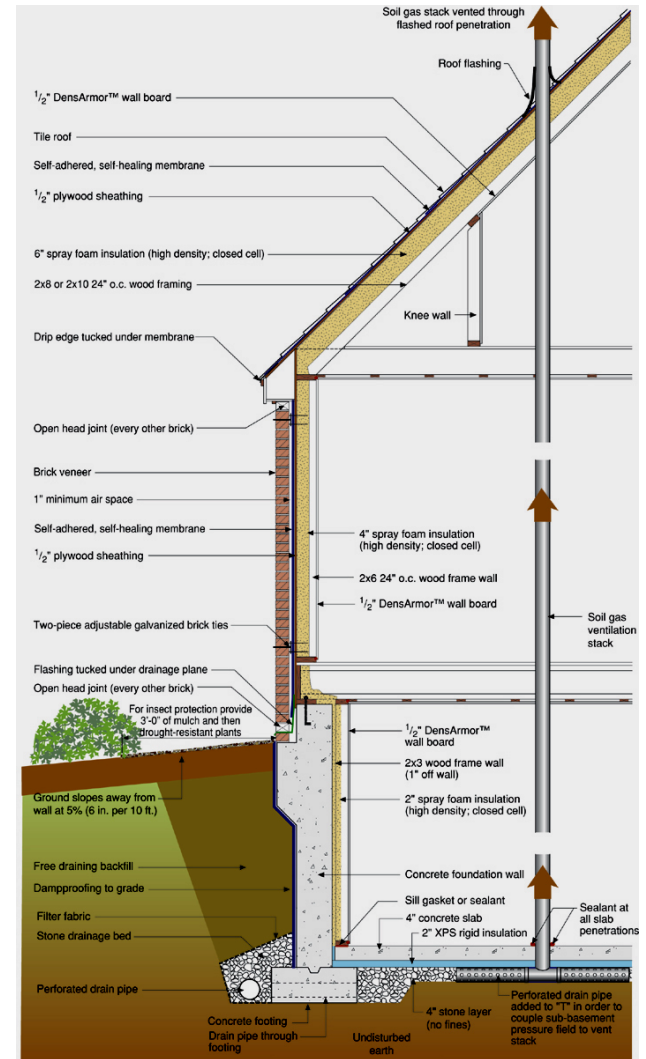 Soil gas stack vented through
flashed roof penetration
Roof flashing
1/2" DensArmor™ wall board
Tile roof
Self-adhered, self-healing membrane
1/2" plywood sheathing
6" spray foam insulation (high density; closed cell)
2x8 or 2x10 24" o.c. wood framing
Knee wall
Drip edge tucked under membrane
Open head joint (every other brick)
Brick veneer
1" minimum air space
Self-adhered, self-healing membrane
1/2" plywood sheathing
4" spray foam insulation
(high density; closed cell)
2x6 24" o.c. wood frame wall
1/2" DensArmor™ wall board
Soil gas
ventilation
stack
Two-piece adjustable galvanized brick ties
Flashing tucked under drainage plane
Open head joint (every other brick)
For insect protection provide
3'-0" of mulch and then
drought-resistant plants
1/2" DensArmor™
wall board
2x3 wood frame wall
(1" off wall)
2" spray foam insulation
(high density; closed cell)
Ground slopes away from
wall at 5% (6 in. per 10 ft.)
Free draining backfill
Dampproofing to grade
Concrete foundation wall
Filter fabric
Stone drainage bed
Sill gasket or sealant
4" concrete slab
2" XPS rigid insulation
Sealant at
all slab
penetrations
Perforated drain pipe
Concrete footing
Drain pipe through
footing
4" stone layer
(no fines)
Undisturbed
earth
Perforated drain pipe
added to "T" in order to
couple sub-basement
pressure field to vent
stack